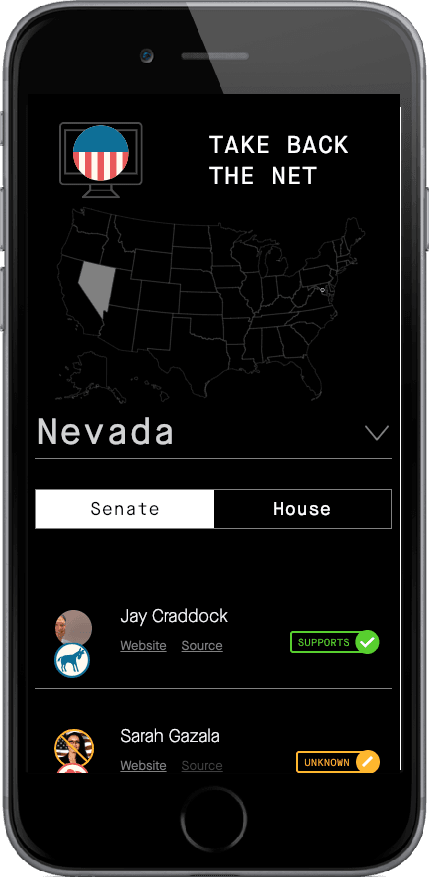 TAKE BACK
THE NET
Nevada
Senate House
Jay Craddock
Website Source
SUPPORTS
Sarah Gazala
Website Source
UNKNOWN